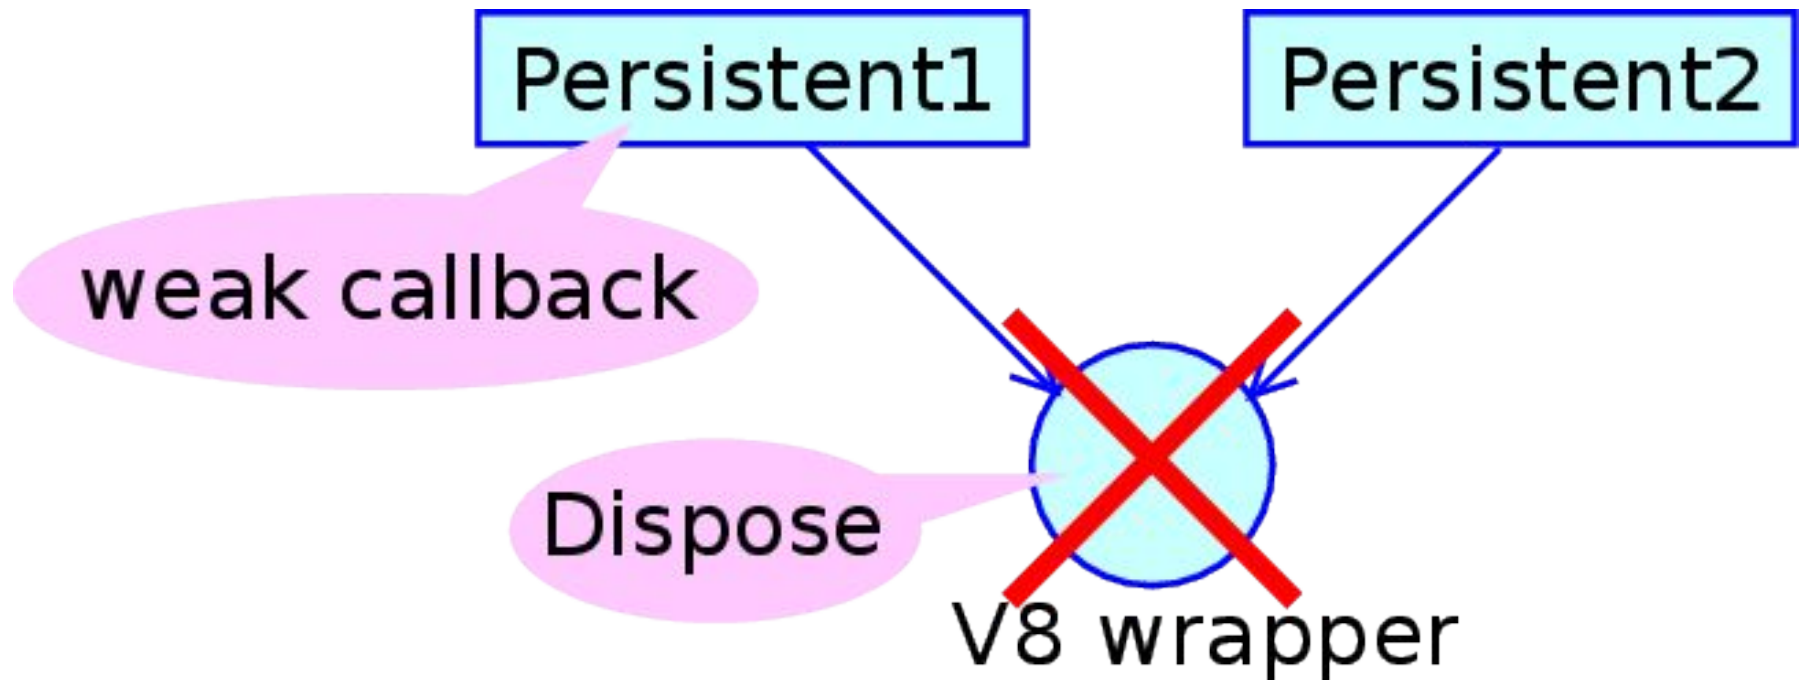 Persistent1
Persistent2
weak callback
Dispose
V8 wrapper